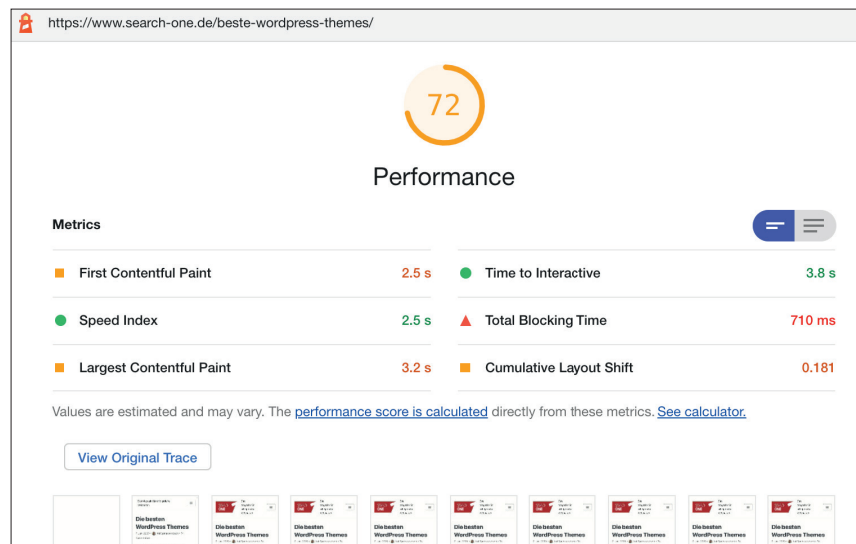 https://www.search-one.de/beste-wordpress-themes/
72
Performance
Metrics
First Contentful Paint 2.5 s
Time to Interactive 3.8 s
Speed Index 2.5 s
Total Blocking Time 710 ms
Largest Contentful Paint 3.2 s
Cumulative Layout Shift 0.181
Values are estimated and may vary. The performance score is calculated directly from these metrics. See calculator.
View Original Trace
Die besten Die besten Die besten Die besten Die besten Die besten Die besten Die besten Die besten
WordPress Themes WordPress Themes WordPress Themes WordPress Themes WordPress Themes WordPress Themes WordPress Themes WordPress Themes WordPress Themes